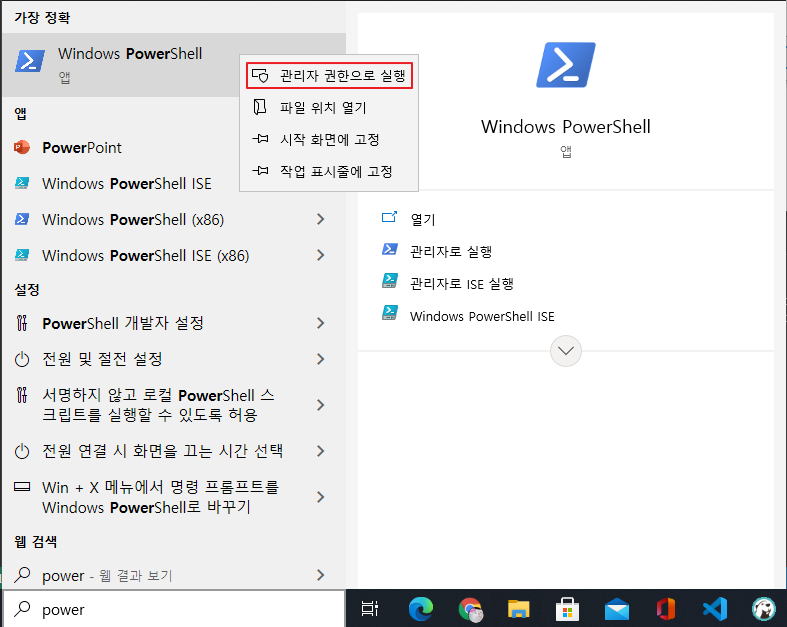 가장 정확
Windows PowerShell
앱
관리자 권한으로 실행
파일 위치 열기
시작 화면에 고정
작업 표시줄에 고정
앱
PowerPoint
Windows PowerShell ISE
Windows PowerShell (x86)
Windows PowerShell ISE (x86)
설정
PowerShell 개발자 설정
전원 및 절전 설정
서명하지 않고 로컬 PowerShell 스
크립트를 실행할 수 있도록 허용
전원 연결 시 화면을 끄는 시간 선택
Win + X 메뉴에서 명령 프롬프트를
Windows PowerShell로 바꾸기
웹 검색
power - 웹 결과 보기
power
Windows PowerShell
앱
열기
관리자로 실행
관리자로 ISE 실행
Windows PowerShell ISE